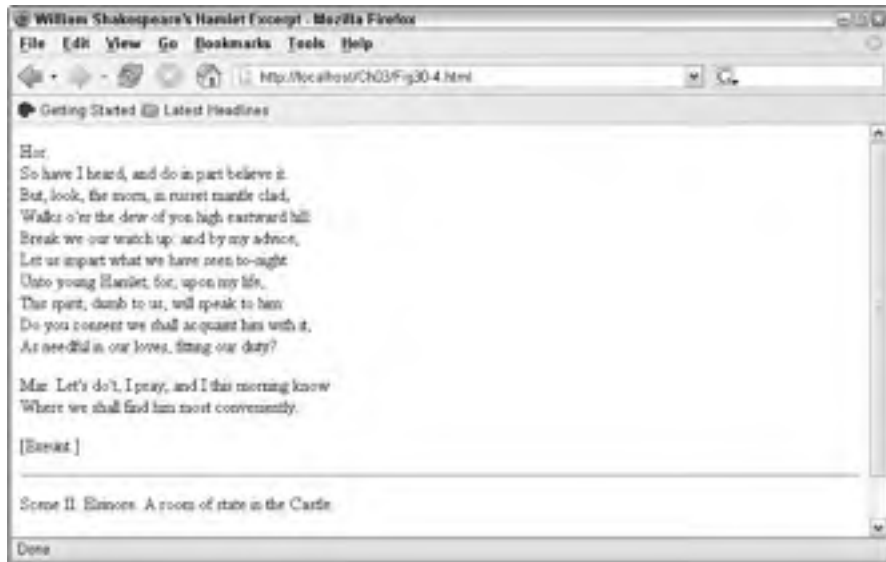 William Shakespeare's Hamlet Excerpt - Mozilla Firefox
File Edit View Go Bookmarks Tools Help
http://localhost/Ch03/Fig30-4.html
Getting Started Latest Headlines
Hor.
So have I heard, and do in part believe it.
But, look, the morn, in russet mantle clad,
Walks o'er the dew of yon high eastward hill:
Break we our watch up: and by my advice,
Let us impart what we have seen to-night
Unto young Hamlet; for, upon my life,
This spirit, dumb to us, will speak to him:
Do you consent we shall acquaint him with it,
As needful in our loves, fitting our duty?
Mar. Let's do't, I pray; and I this morning know
Where we shall find him most conveniently.
[Exeunt.]
Scene II. Elsinore. A room of state in the Castle.
Done